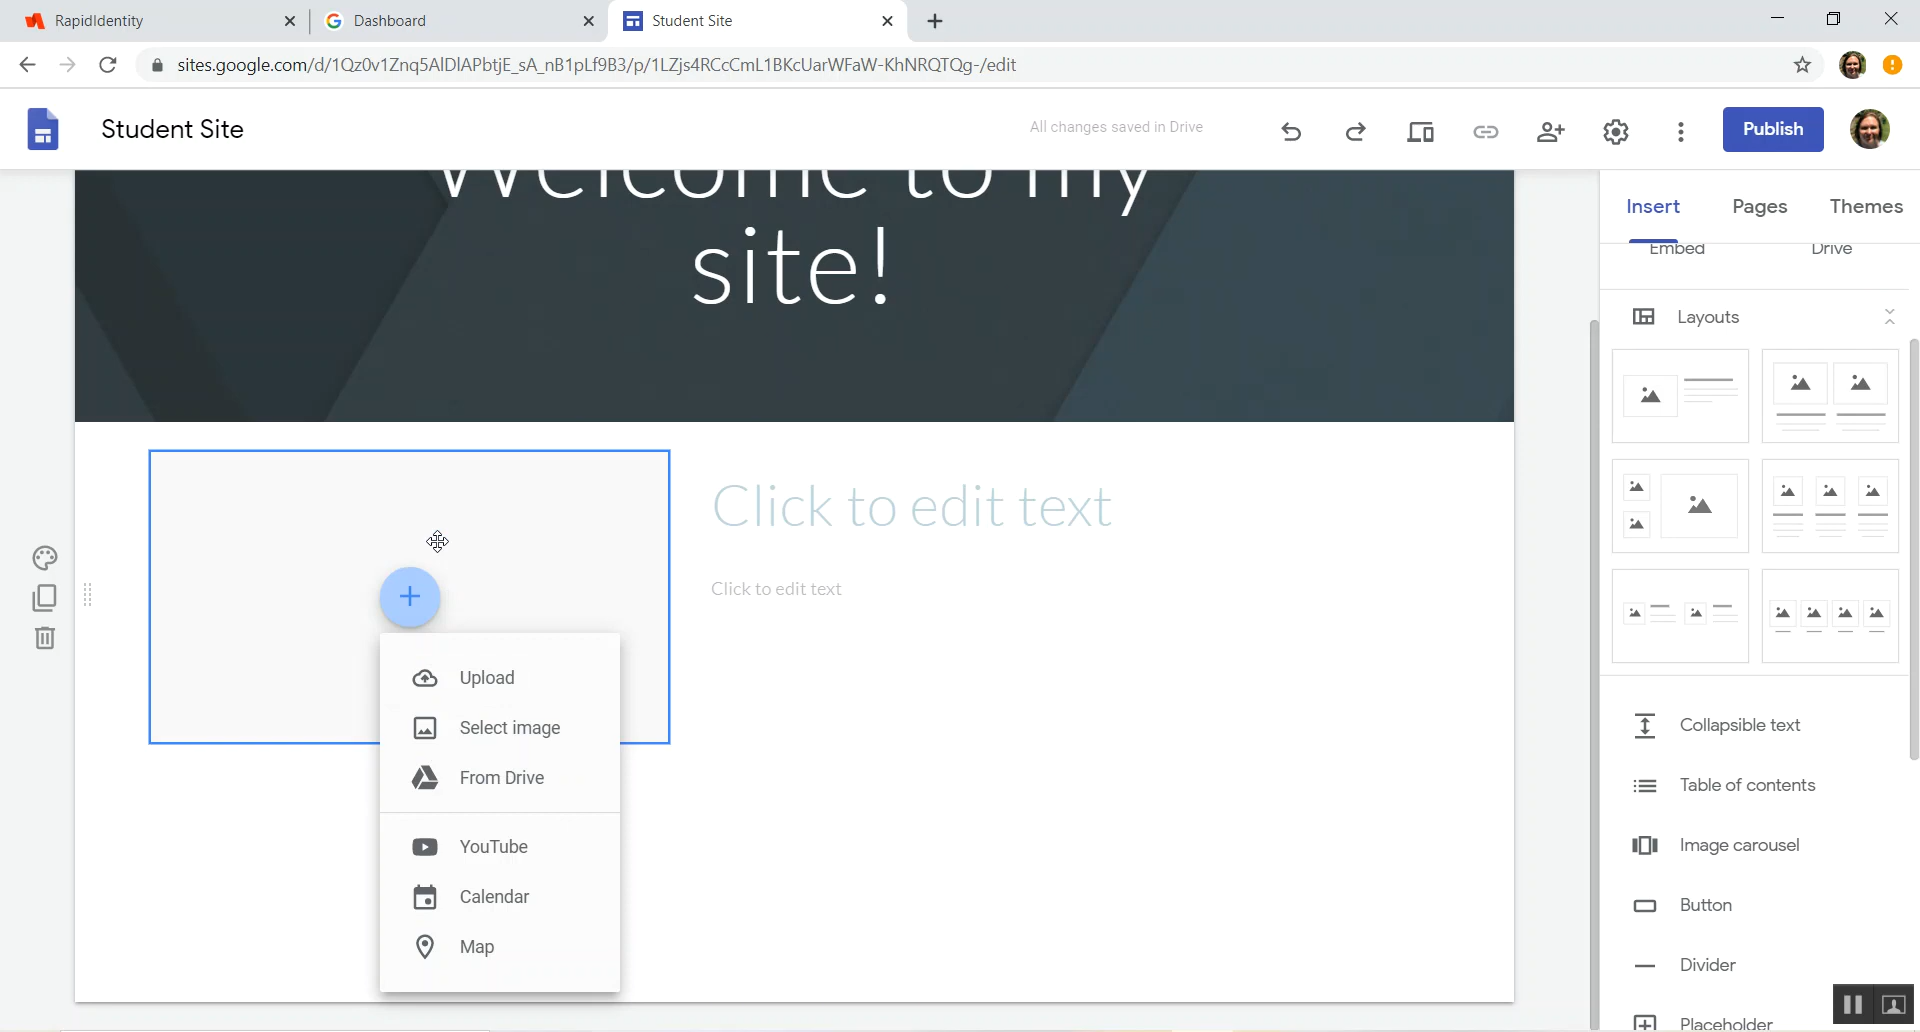 RapidIdentity
Dashboard
Student Site
sites.google.com/d/1Qz0v1Znq5AlDlAPbtjE_sA_nB1pLf9B3/p/1LZjs4RCcCmL1BKcUarWFaW-KhNRQTQg-/edit
Student Site
All changes saved in Drive
Publish
Welcome to my
site!
Click to edit text
Click to edit text
Upload
Select image
From Drive
YouTube
Calendar
Map
Insert
Pages
Themes
Embed
Drive
Layouts
Collapsible text
Table of contents
Image carousel
Button
Divider
Placeholder